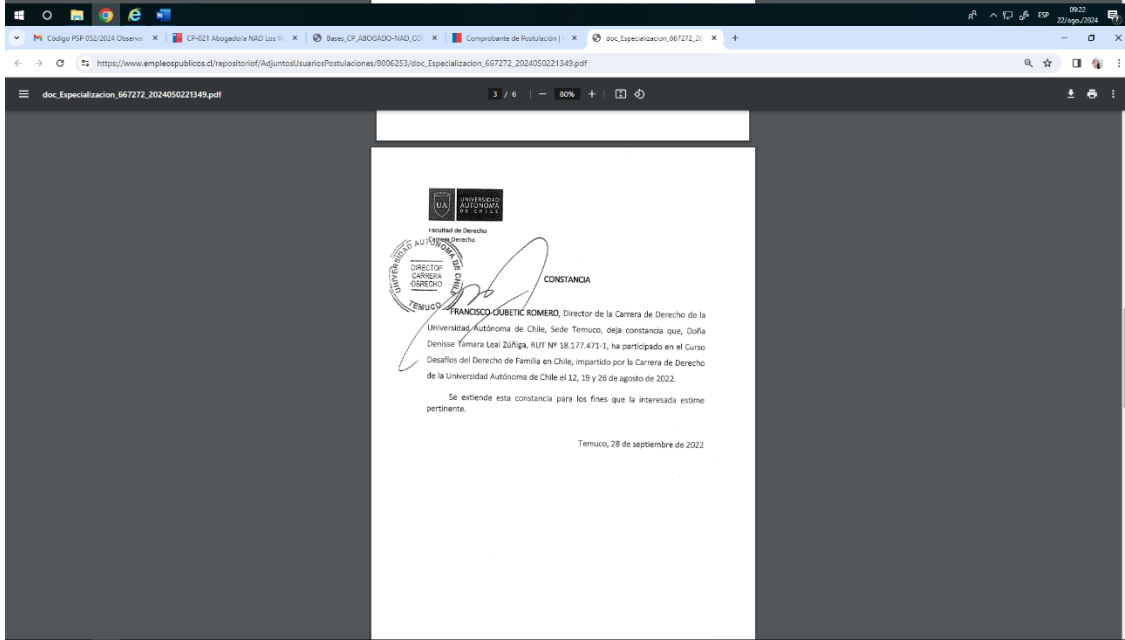 09:22
ESP
22/ago./2024
Código PSP 032/2024 Observac
CP-021 Abogado/a NAD Los Vil
Bases_CP_ABOGADO-NAD_CO
Comprobante de Postulación |
doc_Especializacion_667272_20
https://www.empleospublicos.cl/repositoriof/AdjuntosUsuariosPostulaciones/8006253/doc_Especializacion_667272_2024050221349.pdf
doc_Especializacion_667272_2024050221349.pdf
3 / 6
80%
UA
UNIVERSIDAD
AUTÓNOMA
DE CHILE
Facultad de Derecho
Carrera Derecho
UNIVERSIDAD AUTONOMA DE CHILE
DIRECTOR
CARRERA
DERECHO
TEMUCO
CONSTANCIA
FRANCISCO LJUBETIC ROMERO, Director de la Carrera de Derecho de la
Universidad Autónoma de Chile, Sede Temuco, deja constancia que, Doña
Denisse Tamara Leal Zúñiga, RUT Nº 18.177.471-1, ha participado en el Curso
Desafíos del Derecho de Familia en Chile, impartido por la Carrera de Derecho
de la Universidad Autónoma de Chile el 12, 19 y 26 de agosto de 2022.
Se extiende esta constancia para los fines que la interesada estime
pertinente.
Temuco, 28 de septiembre de 2022